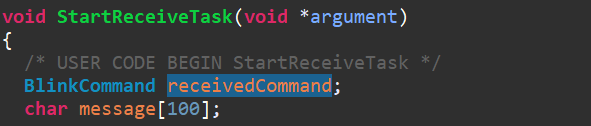 void StartReceiveTask(void *argument)
{
/* USER CODE BEGIN StartReceiveTask */
BlinkCommand receivedCommand;
char message[100];